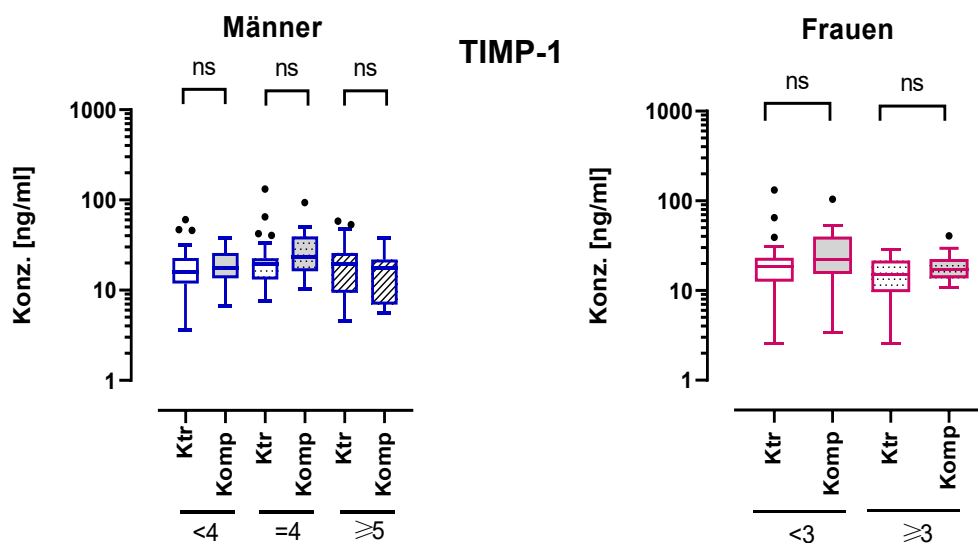 Männer
TIMP-1
Frauen
ns ns ns
ns ns
1000
100
10
1
Konz. [ng/ml]
1000
100
10
1
Konz. [ng/ml]
Ktr Komp Ktr Komp Ktr Komp
<4 =4 ⩾5
Ktr Komp Ktr Komp
<3 ⩾3